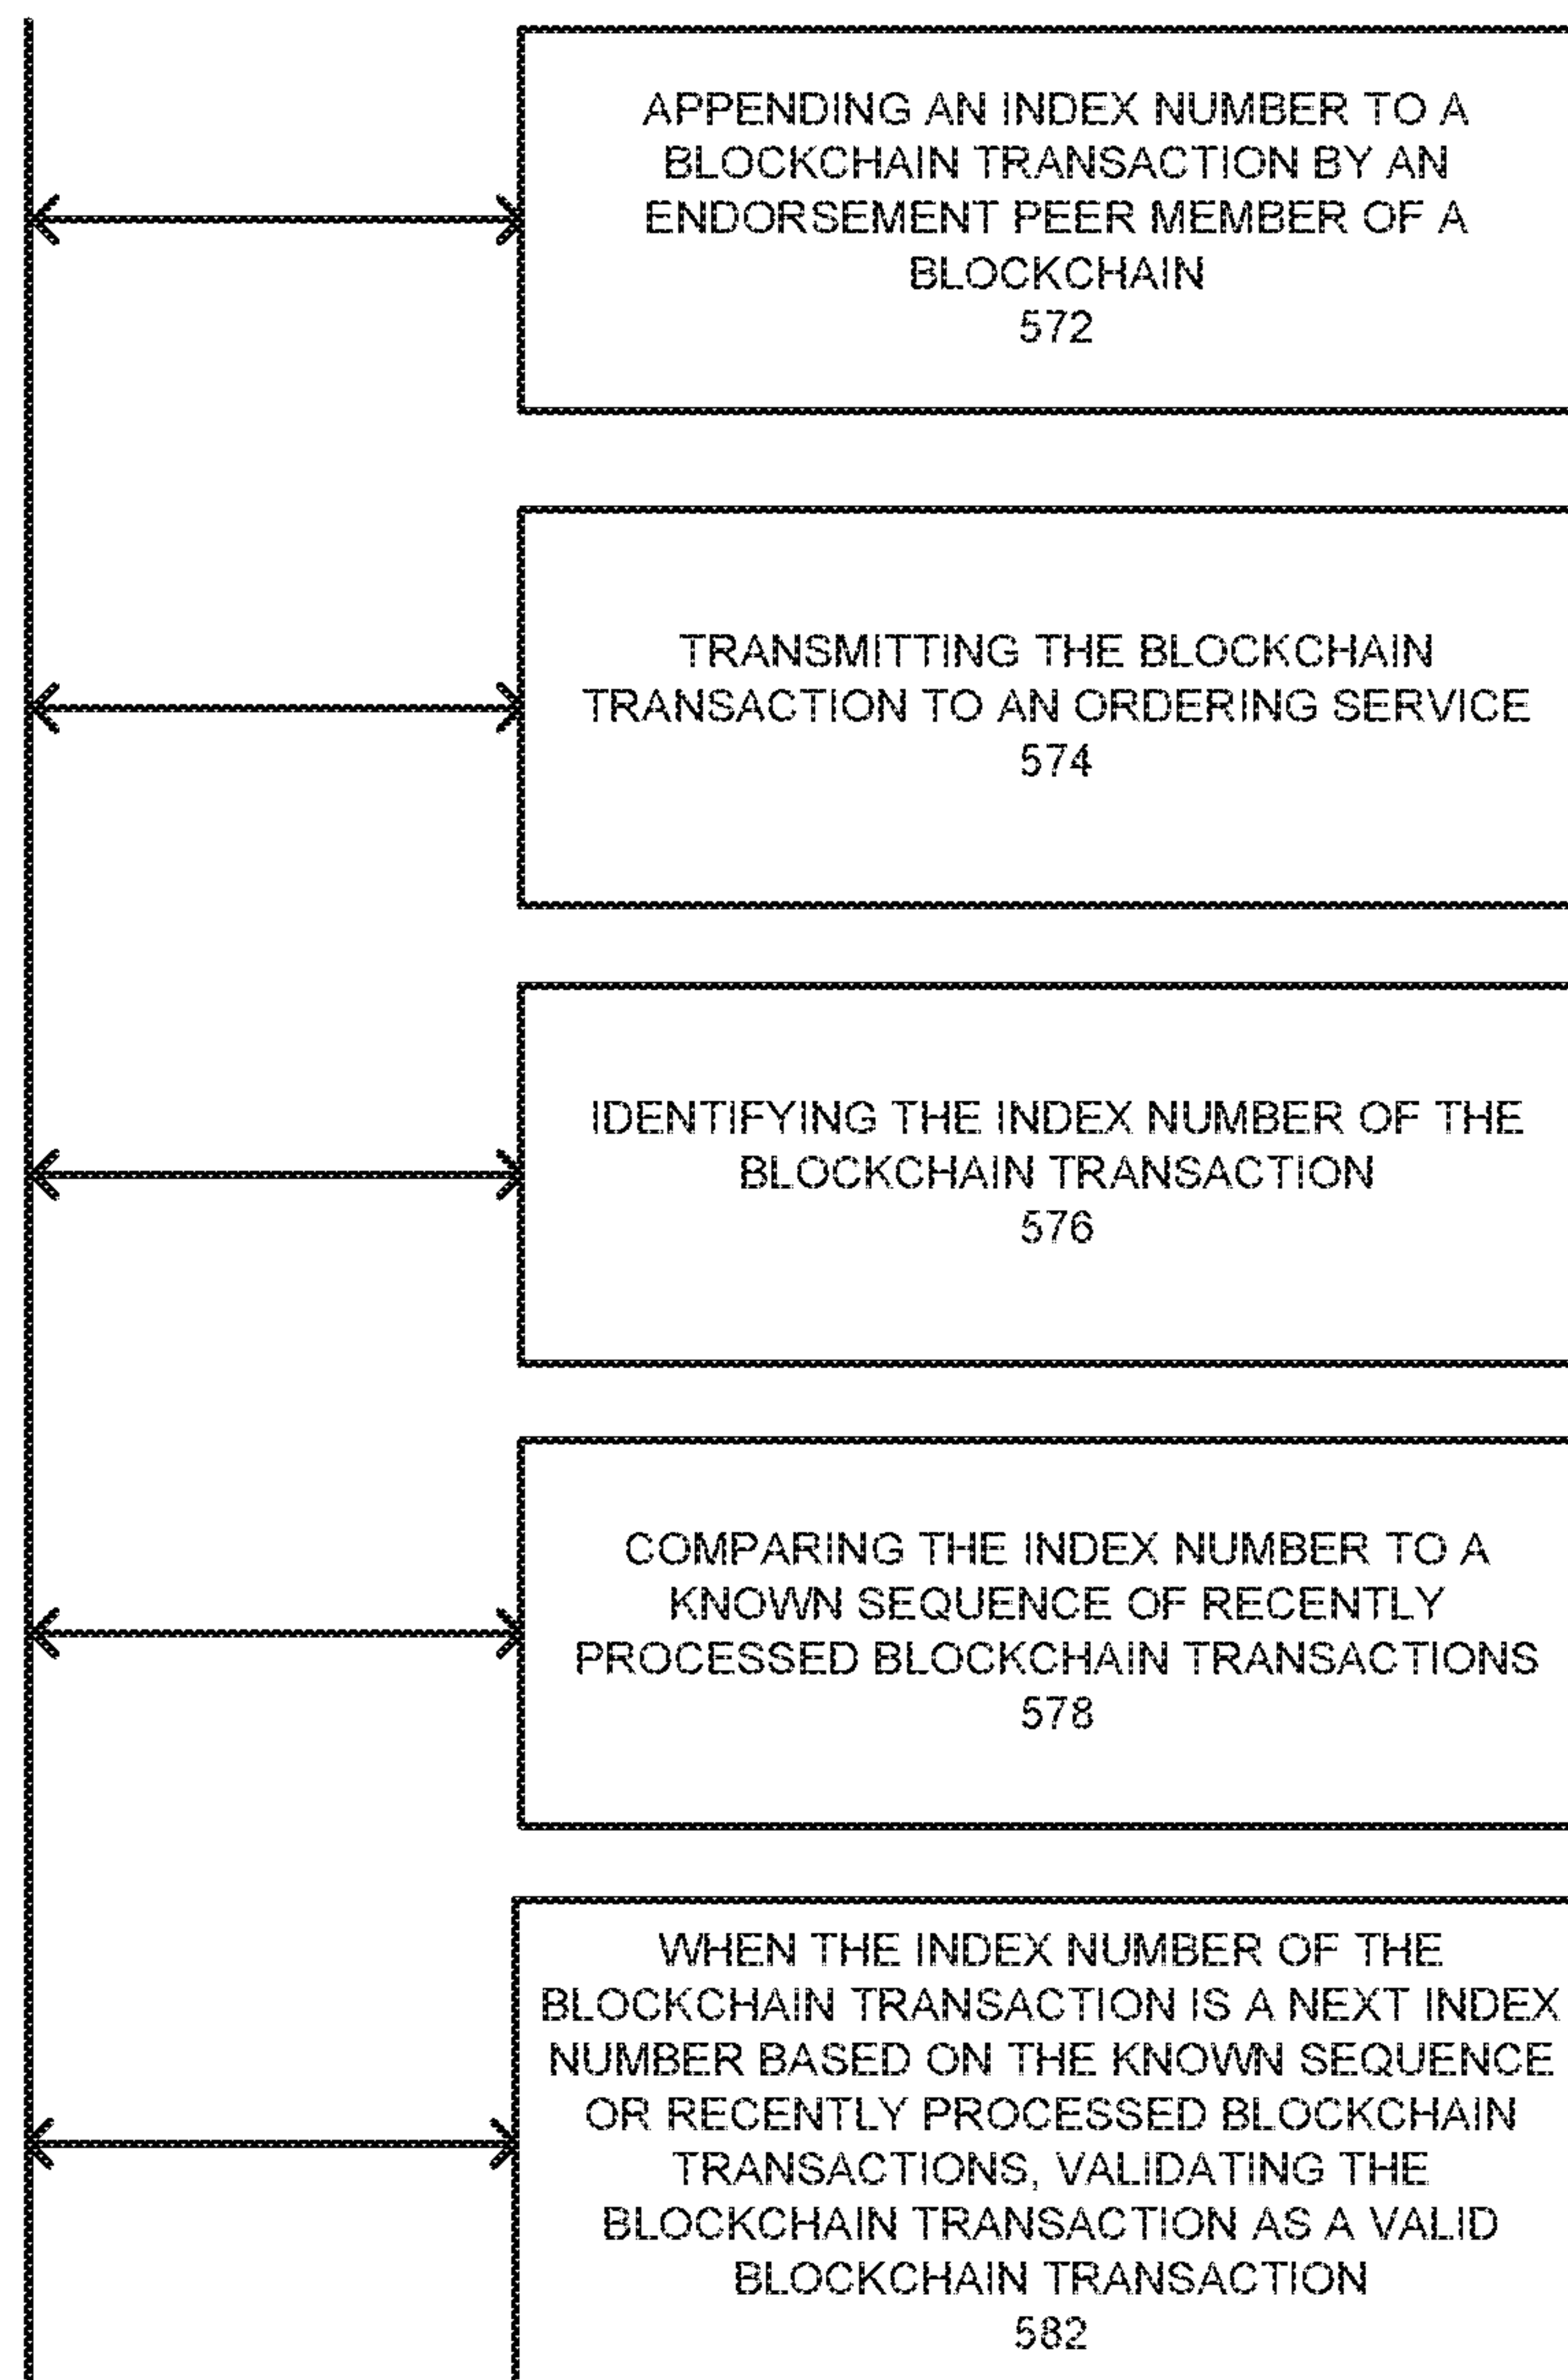 APPENDING AN INDEX NUMBER TO A
BLOCKCHAIN TRANSACTION BY AN
ENDORSEMENT PEER MEMBER OF A
BLOCKCHAIN
572
TRANSMITTING THE BLOCKCHAIN
TRANSACTION TO AN ORDERING SERVICE
574
IDENTIFYING THE INDEX NUMBER OF THE
BLOCKCHAIN TRANSACTION
576
COMPARING THE INDEX NUMBER TO A
KNOWN SEQUENCE OF RECENTLY
PROCESSED BLOCKCHAIN TRANSACTIONS
578
WHEN THE INDEX NUMBER OF THE
BLOCKCHAIN TRANSACTION IS A NEXT INDEX
NUMBER BASED ON THE KNOWN SEQUENCE
OR RECENTLY PROCESSED BLOCKCHAIN
TRANSACTIONS, VALIDATING THE
BLOCKCHAIN TRANSACTION AS A VALID
BLOCKCHAIN TRANSACTION
582